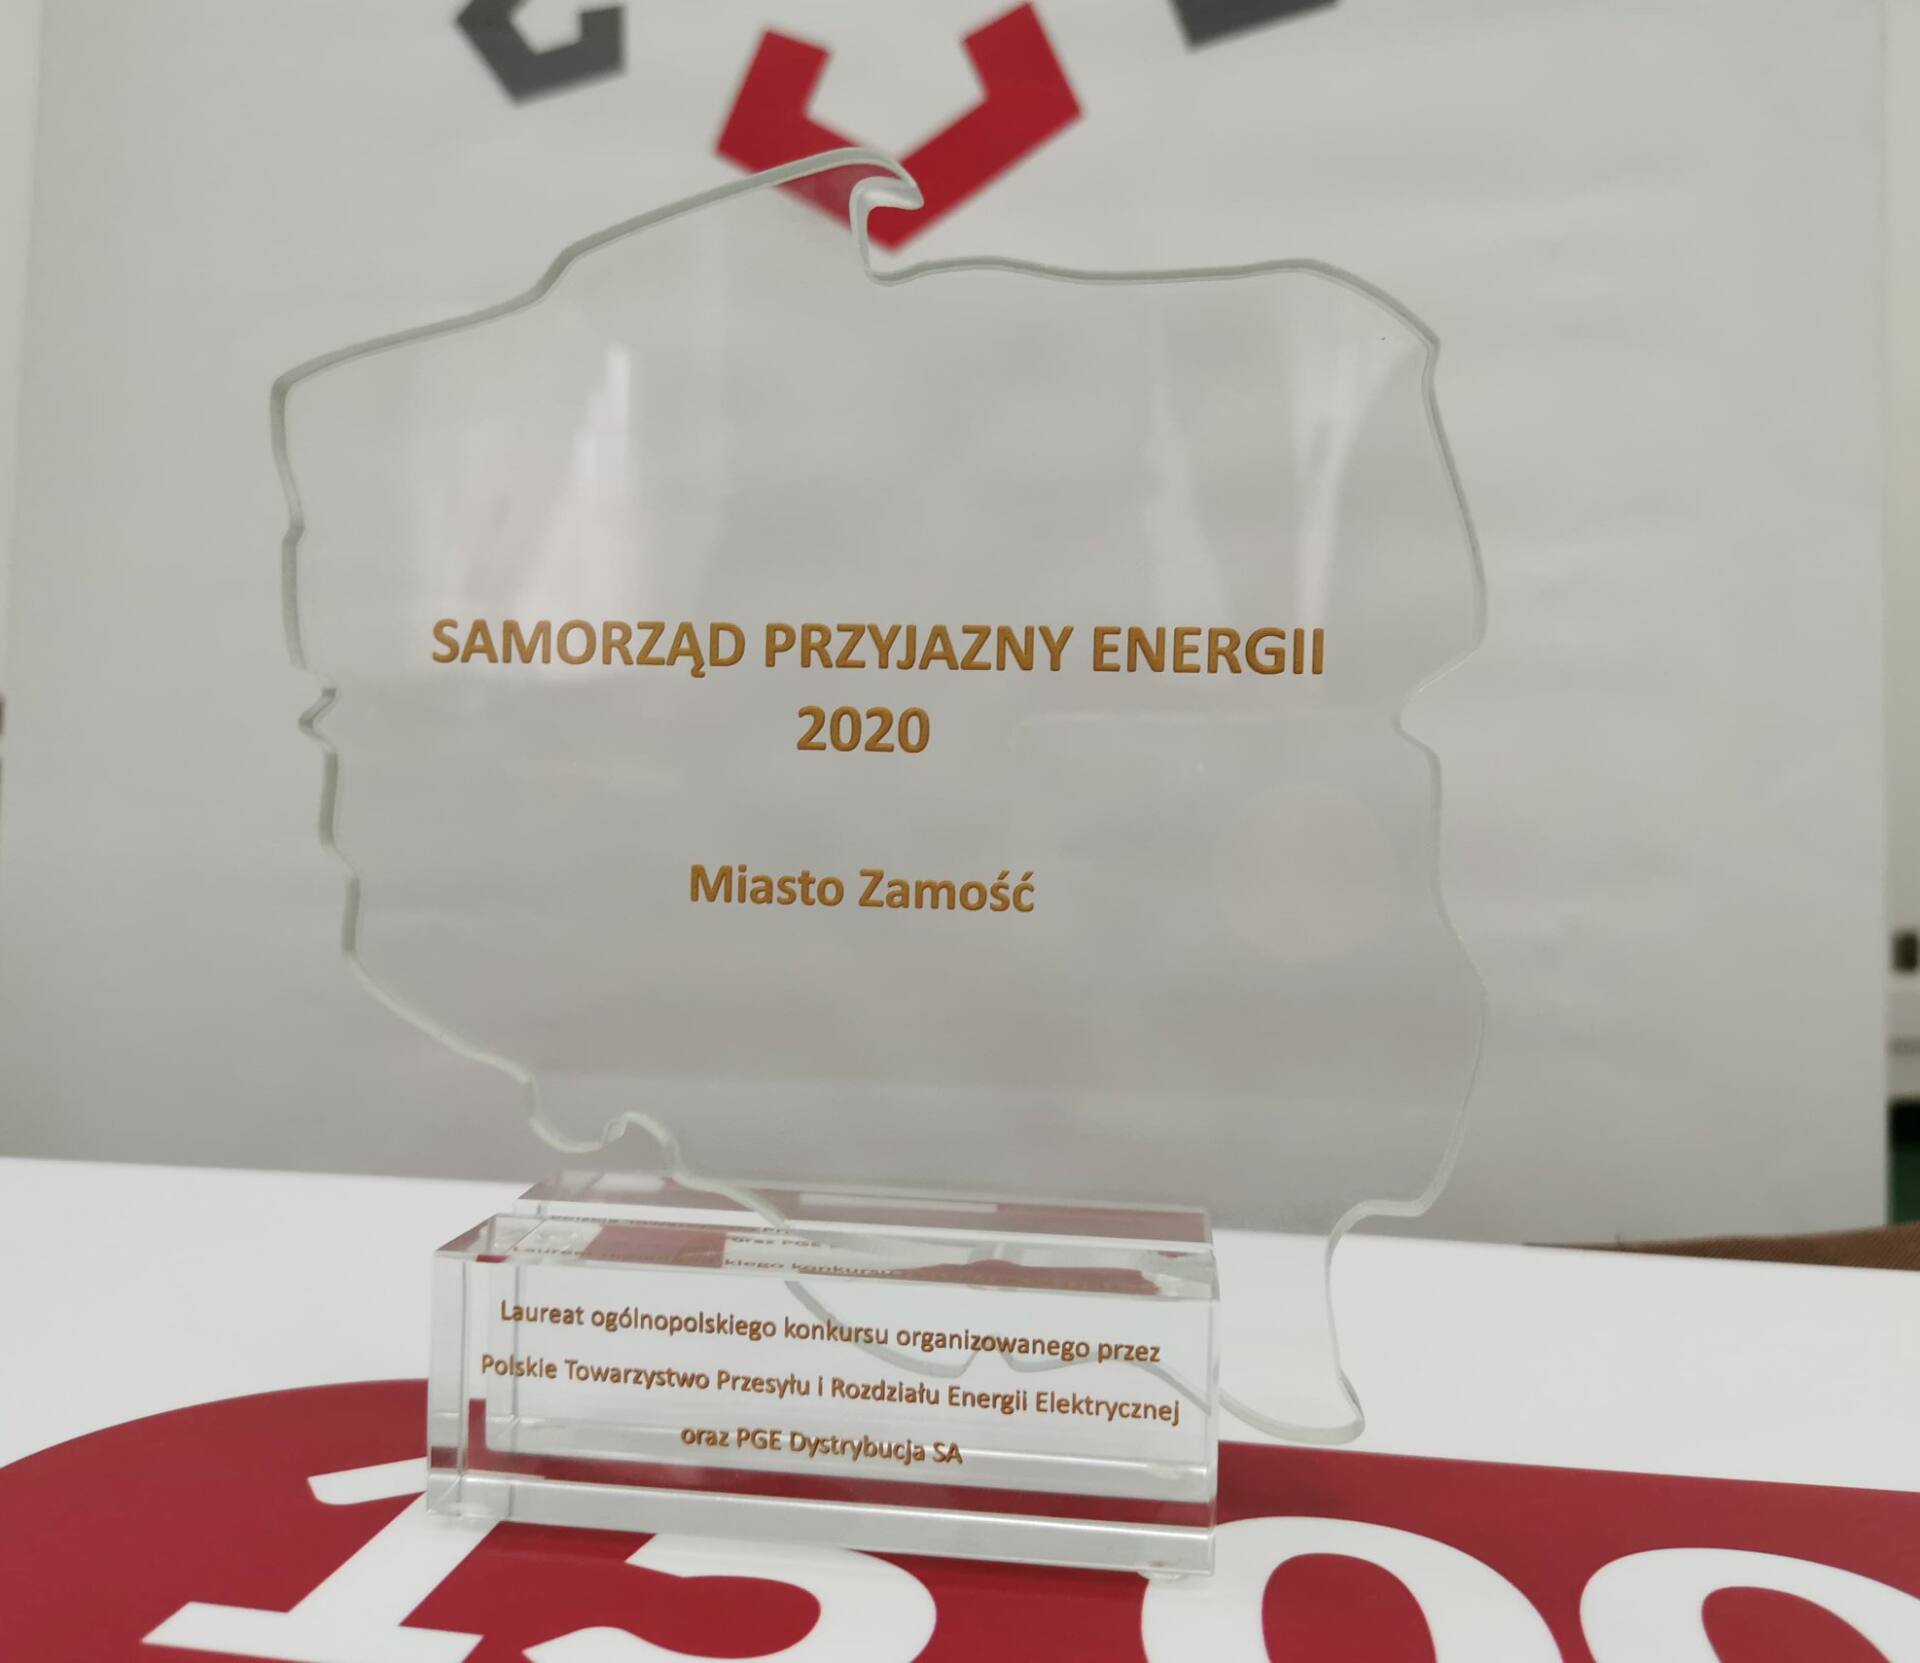 SAMORZĄD PRZYJAZNY ENERGII
2020
Miasto Zamość
Laureat ogólnopolskiego konkursu organizowanego przez
Polskie Towarzystwo Przesyłu i Rozdziału Energii Elektrycznej
oraz PGE Dystrybucja SA